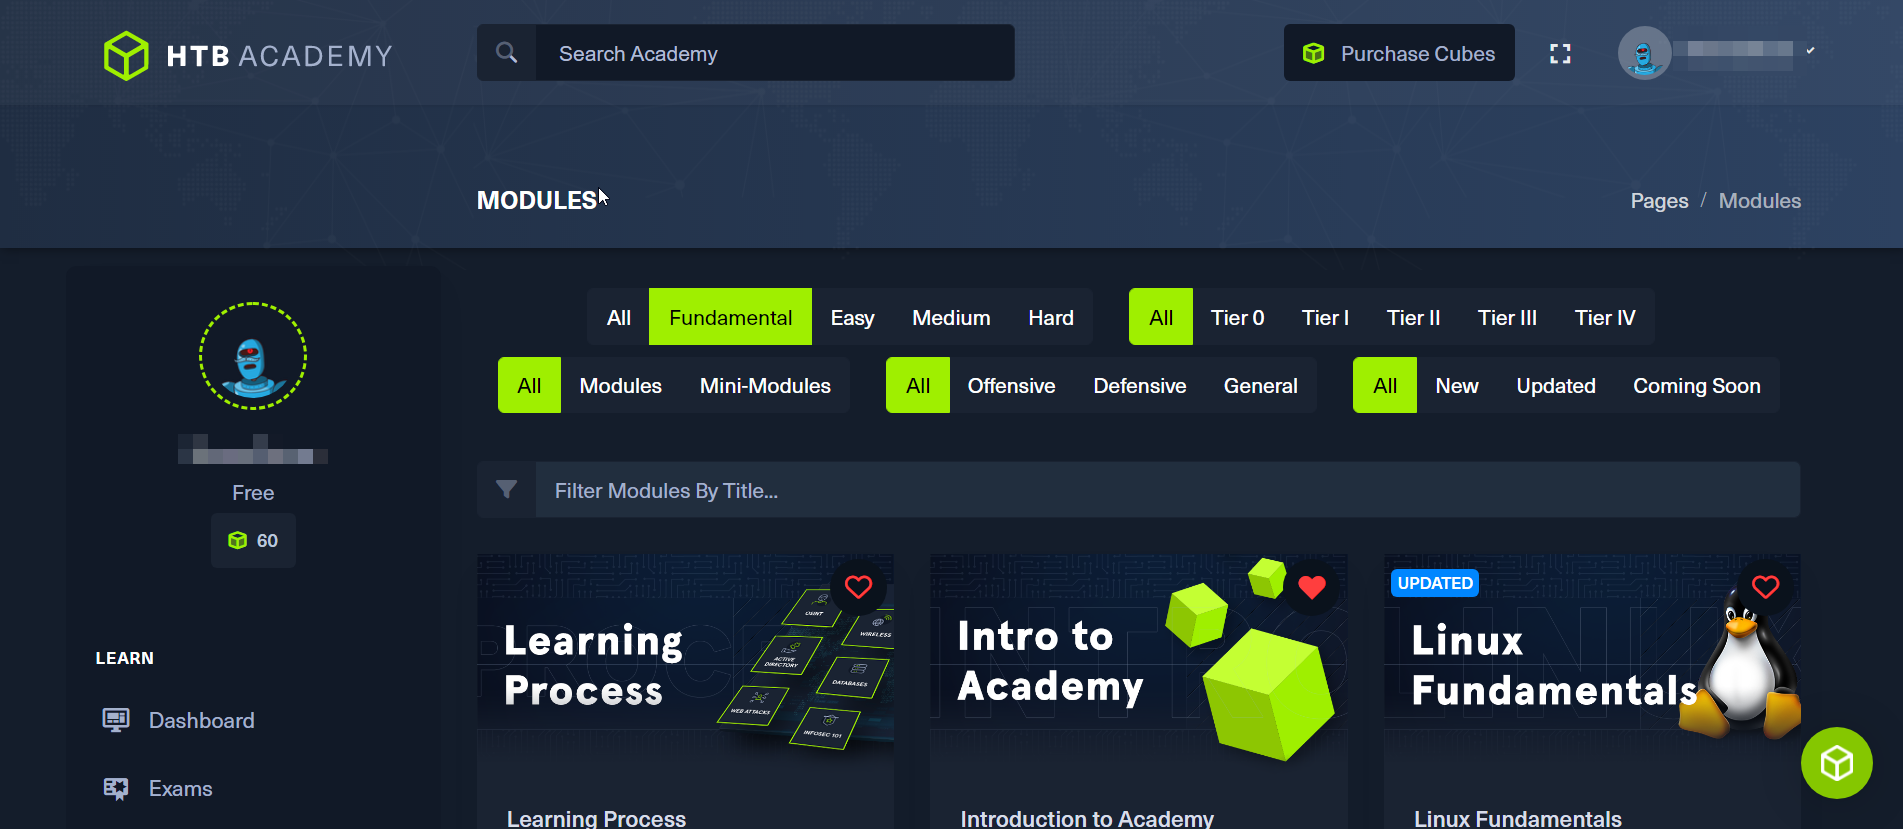 HTB ACADEMY
Search Academy
Purchase Cubes
MODULES
Pages / Modules
All Fundamental Easy Medium Hard
All Tier 0 Tier I Tier II Tier III Tier IV
All Modules Mini-Modules
All Offensive Defensive General
All New Updated Coming Soon
Filter Modules By Title...
Free
60
LEARN
Dashboard
Exams
Learning
Process
OSINT
WIRELESS
ACTIVE
DIRECTORY
DATABASES
WEB ATTACKS
INFOSEC 101
Learning Process
Intro to
Academy
Introduction to Academy
UPDATED
Linux
Fundamentals
Linux Fundamentals